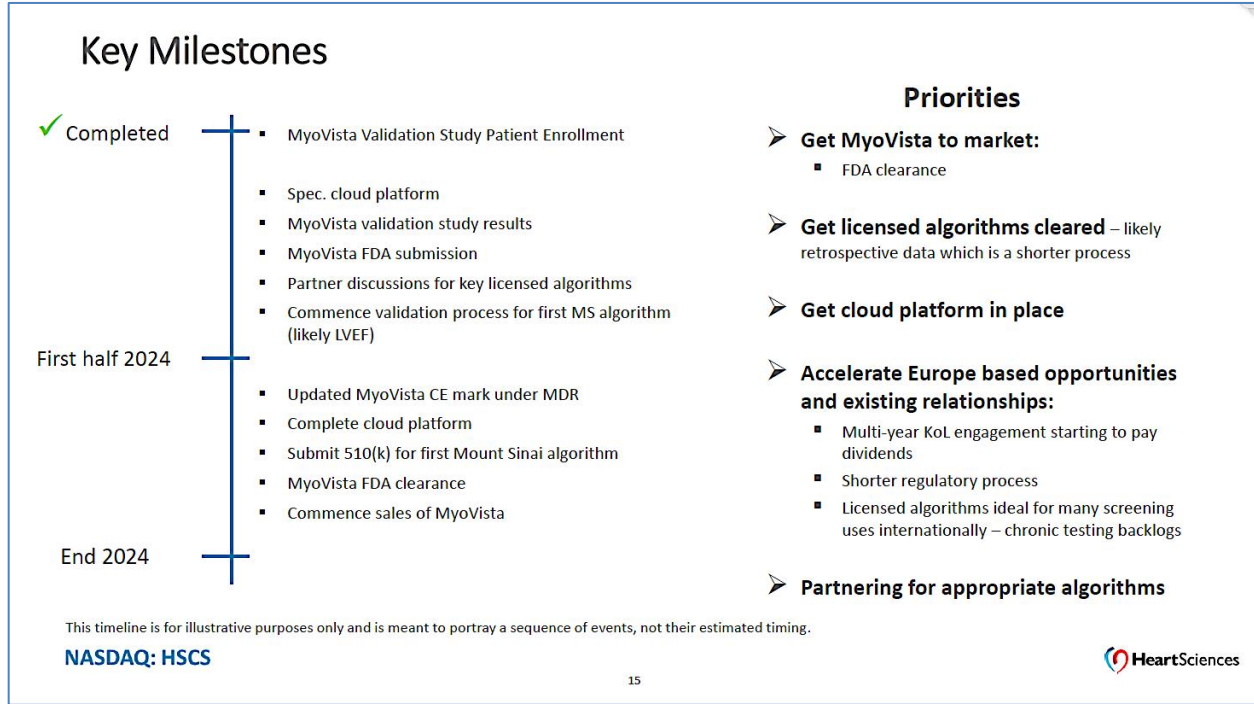 Key Milestones
✓ Completed
▪ MyoVista Validation Study Patient Enrollment
▪ Spec. cloud platform
▪ MyoVista validation study results
▪ MyoVista FDA submission
▪ Partner discussions for key licensed algorithms
▪ Commence validation process for first MS algorithm
(likely LVEF)
First half 2024
▪ Updated MyoVista CE mark under MDR
▪ Complete cloud platform
▪ Submit 510(k) for first Mount Sinai algorithm
▪ MyoVista FDA clearance
▪ Commence sales of MyoVista
End 2024
Priorities
➢ Get MyoVista to market:
▪ FDA clearance
➢ Get licensed algorithms cleared – likely
retrospective data which is a shorter process
➢ Get cloud platform in place
➢ Accelerate Europe based opportunities
and existing relationships:
▪ Multi-year KoL engagement starting to pay
dividends
▪ Shorter regulatory process
▪ Licensed algorithms ideal for many screening
uses internationally – chronic testing backlogs
➢ Partnering for appropriate algorithms
This timeline is for illustrative purposes only and is meant to portray a sequence of events, not their estimated timing.
NASDAQ: HSCS
HeartSciences
15